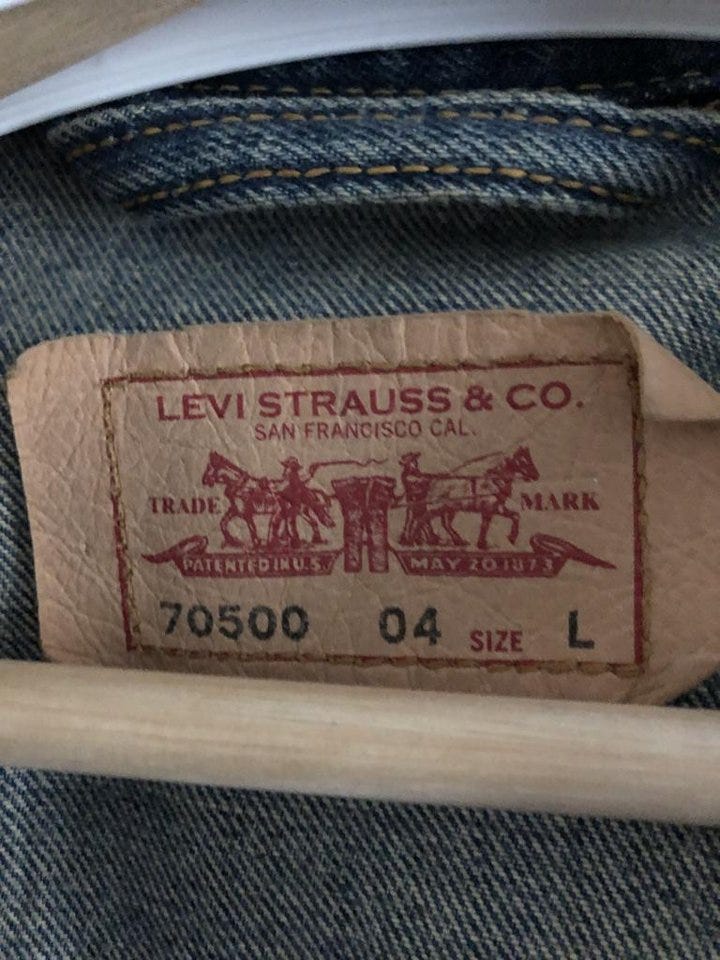 LEVI STRAUSS & CO.
SAN FRANCISCO CAL.
TRADE MARK
PATENTED IN U.S. MAY 20 1873
70500 04 SIZE L